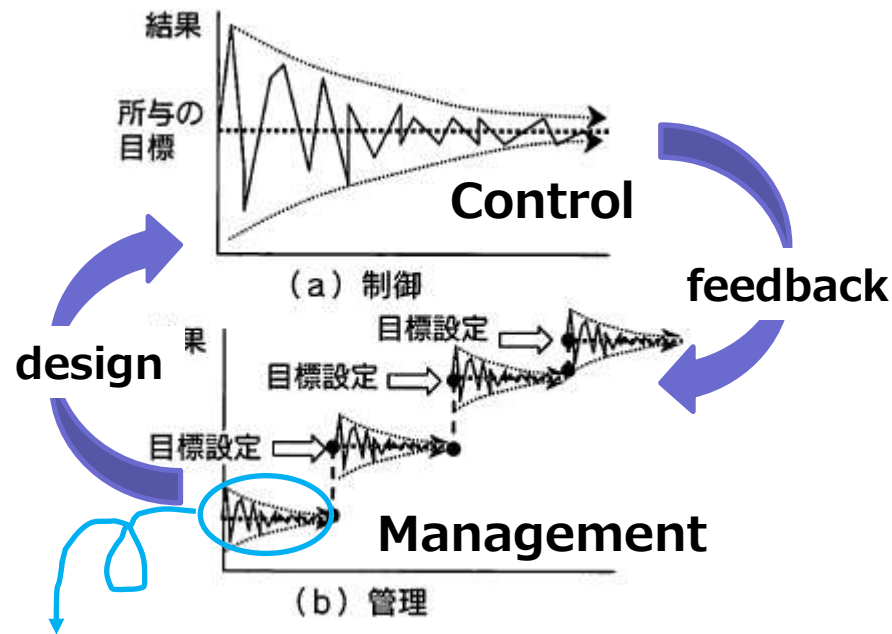 結果
所与の
目標
Control
(a)制御
feedback
目標設定
果
design
目標設定
目標設定
Management
(b)管理